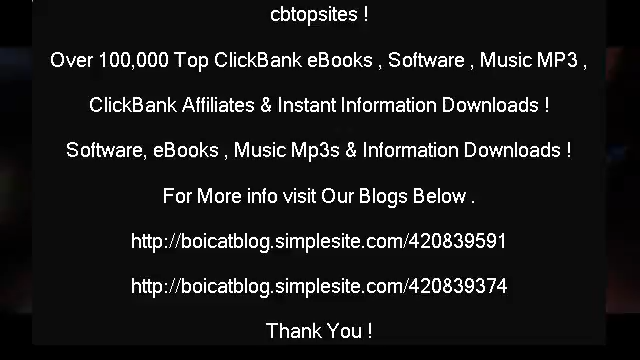 cbtopsites !
Over 100,000 Top ClickBank eBooks , Software , Music MP3 ,
ClickBank Affiliates & Instant Information Downloads !
Software, eBooks , Music Mp3s & Information Downloads !
For More info visit Our Blogs Below .
http://boicatblog.simplesite.com/420839591
http://boicatblog.simplesite.com/420839374
Thank You !